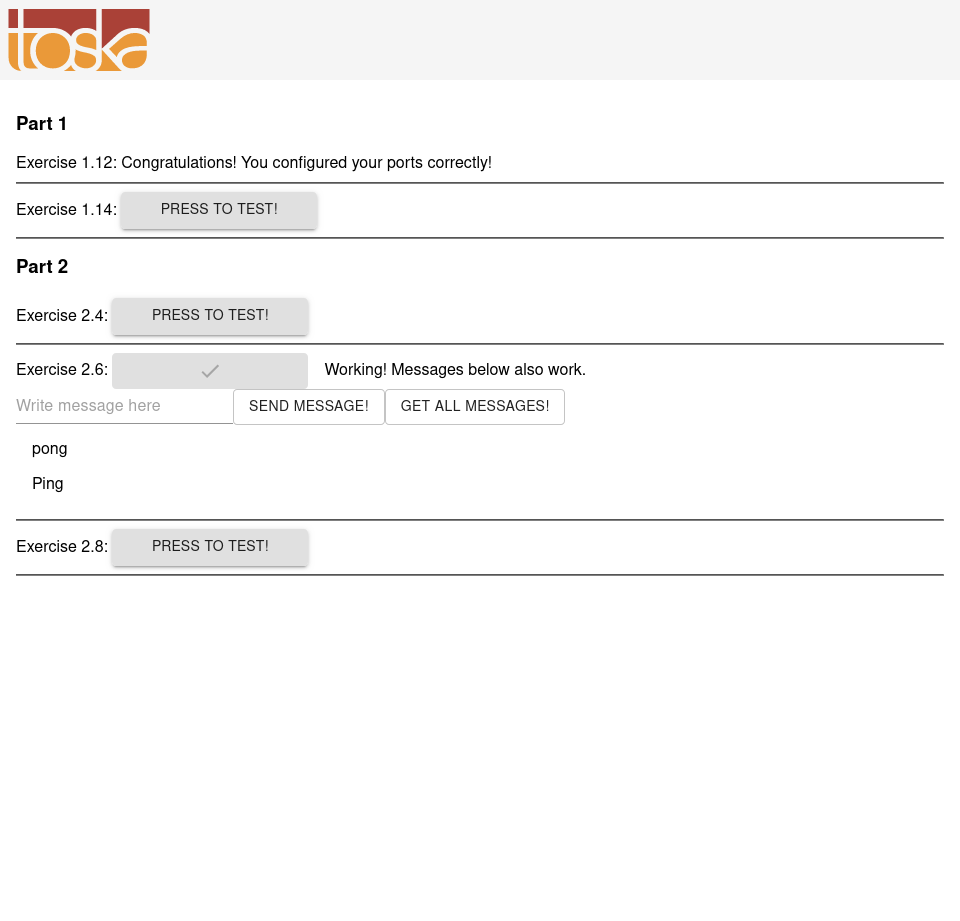 toska
Part 1
Exercise 1.12: Congratulations! You configured your ports correctly!
Exercise 1.14: PRESS TO TEST!
Part 2
Exercise 2.4: PRESS TO TEST!
Exercise 2.6: Working! Messages below also work.
Write message here SEND MESSAGE! GET ALL MESSAGES!
pong
Ping
Exercise 2.8: PRESS TO TEST!